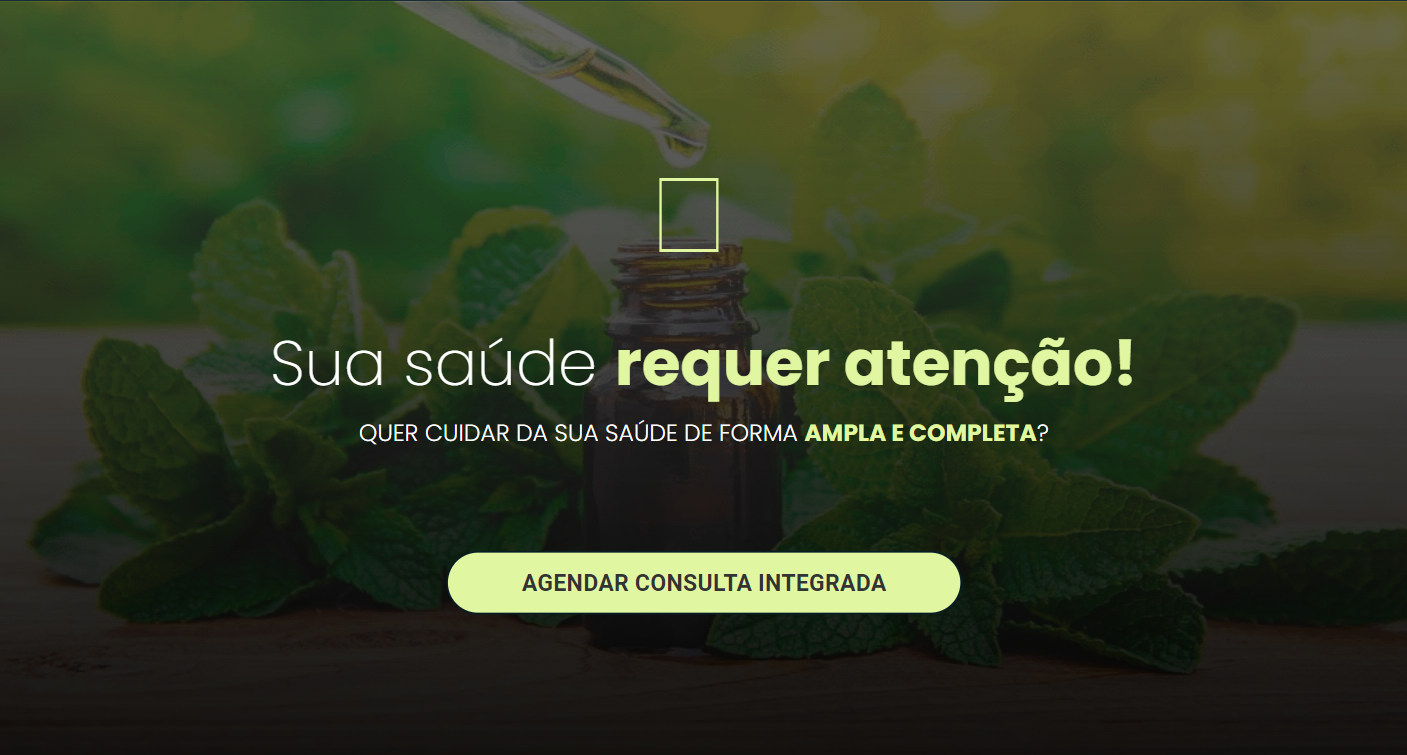 Sua saúde requer atenção!
QUER CUIDAR DA SUA SAÚDE DE FORMA AMPLA E COMPLETA?
AGENDAR CONSULTA INTEGRADA